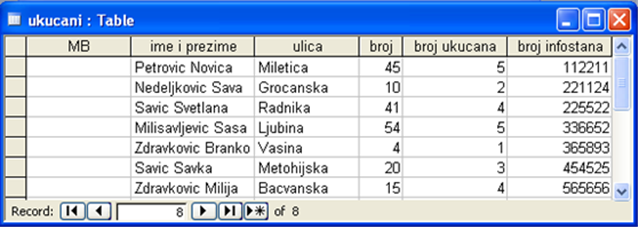 ukucani : Table
MB ime i prezime ulica broj broj ukucana broj infostana
Petrovic Novica Miletica 45 5 112211
Nedeljkovic Sava Grocanska 10 2 221124
Savic Svetlana Radnika 41 4 225522
Milisavljevic Sasa Ljubina 54 5 336652
Zdravkovic Branko Vasina 4 1 365893
Savic Savka Metohijska 20 3 454525
Zdravkovic Milija Bacvanska 15 4 565656
Record: 8 of 8